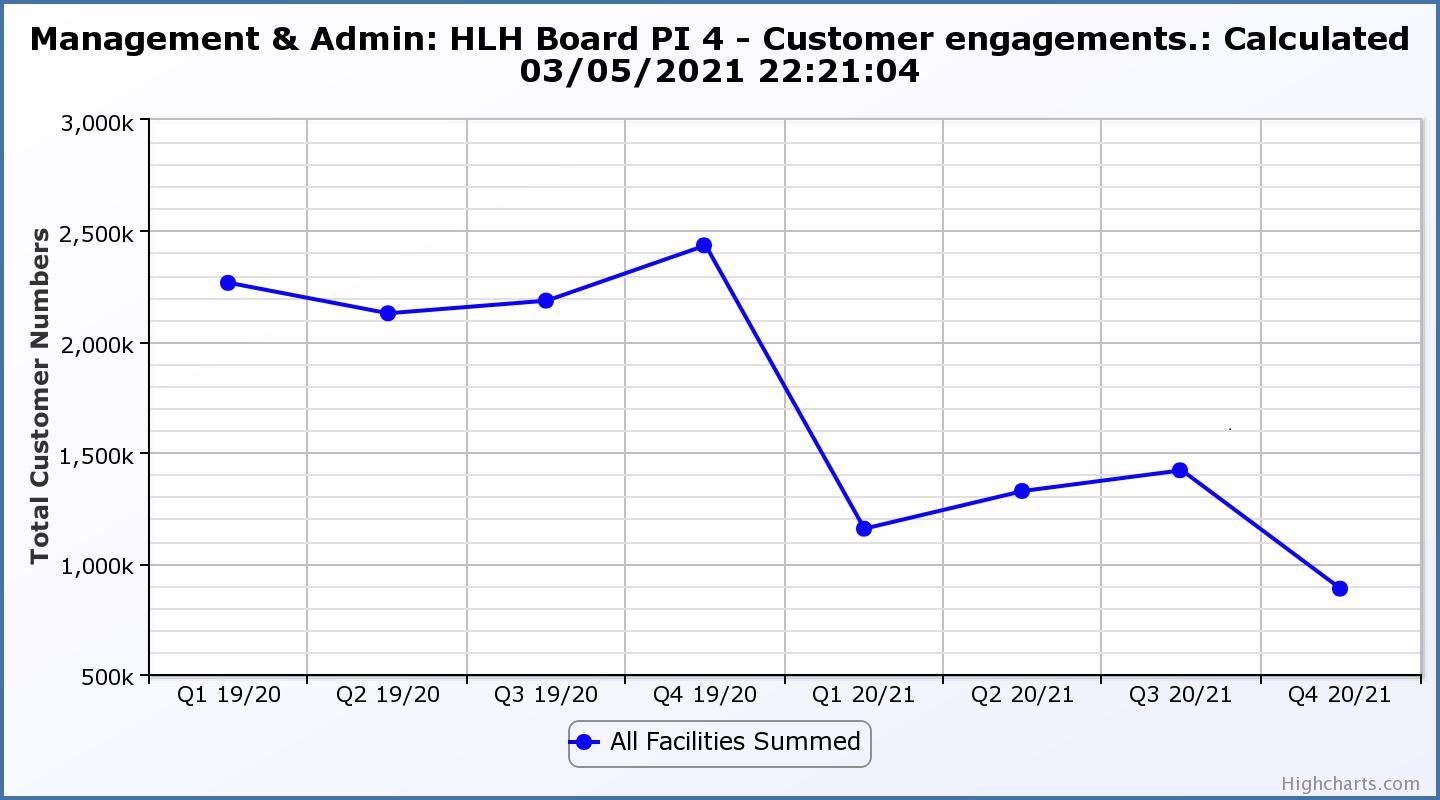 Management & Admin: HLH Board PI 4 - Customer engagements.: Calculated
03/05/2021 22:21:04
Total Customer Numbers
3,000k
2,500k
2,000k
1,500k
1,000k
500k
Q1 19/20 Q2 19/20 Q3 19/20 Q4 19/20 Q1 20/21 Q2 20/21 Q3 20/21 Q4 20/21
All Facilities Summed
Highcharts.com